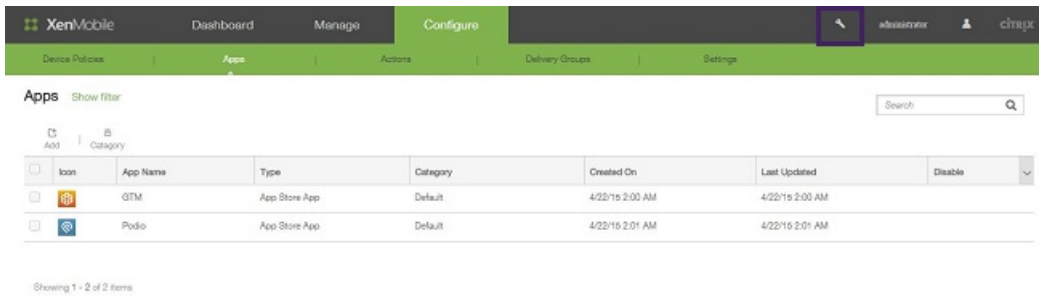 XenMobile Dashboard Manage Configure administrator citrix
Device Policies | Apps | Actions | Delivery Groups | Settings
Apps Show filter
Search
Add | Category
Icon App Name Type Category Created On Last Updated Disable
GTM App Store App Default 4/22/15 2:00 AM 4/22/15 2:00 AM
Podio App Store App Default 4/22/15 2:01 AM 4/22/15 2:01 AM
Showing 1 - 2 of 2 items